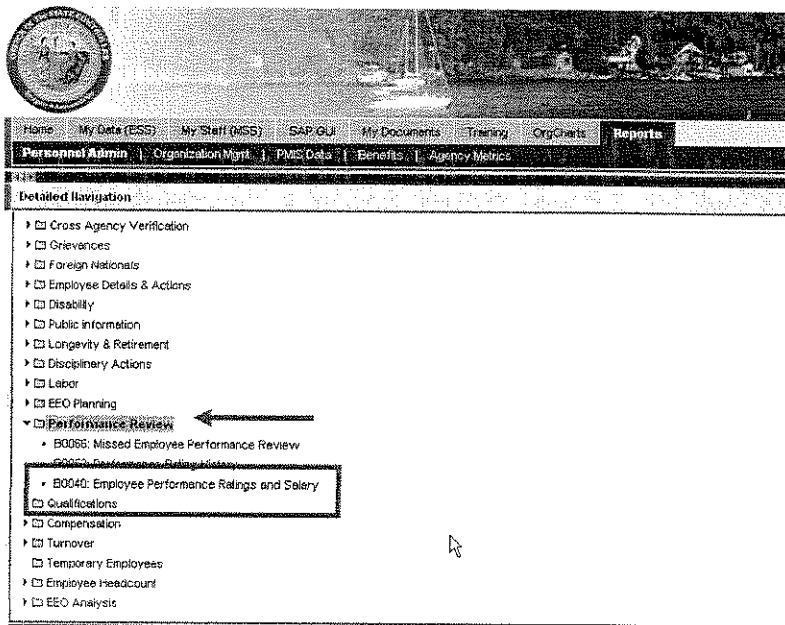 Home My Data (ESS) My Staff (MSS) SAP GUI My Documents Training OrgCharts Reports
Personnel Admin | Organization Mgmt | PMIS Data | Benefits | Agency Metrics
Detailed Navigation
Cross Agency Verification
Grievances
Foreign Nationals
Employee Details & Actions
Disability
Public Information
Longevity & Retirement
Disciplinary Actions
Labor
EEO Planning
Performance Review
• B0066: Missed Employee Performance Review
Performance Rating History
• B0040: Employee Performance Ratings and Salary
Qualifications
Compensation
Turnover
Temporary Employees
Employee Headcount
EEO Analysis